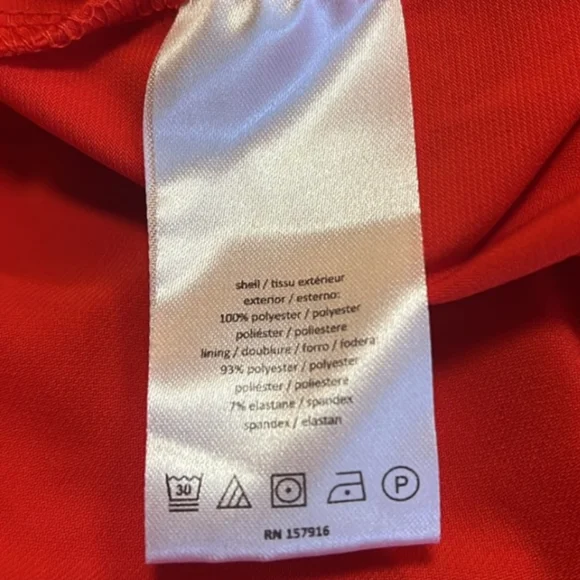 shell / tissu extérieur
exterior / esterno:
100% polyester / polyester
poliéster / poliestere
lining / doublure / forro / fodera:
93% polyester / polyester
poliéster / poliestere
7% elastane / spandex
spandex / elastan
30
P
RN 157916